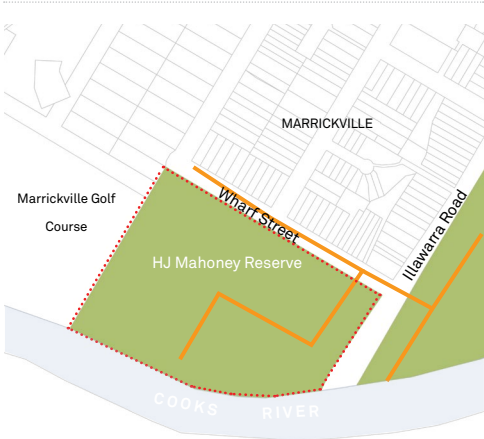 MARRICKVILLE
Marrickville Golf
Course
Wharf Street
Illawarra Road
HJ Mahoney Reserve
COOKS RIVER